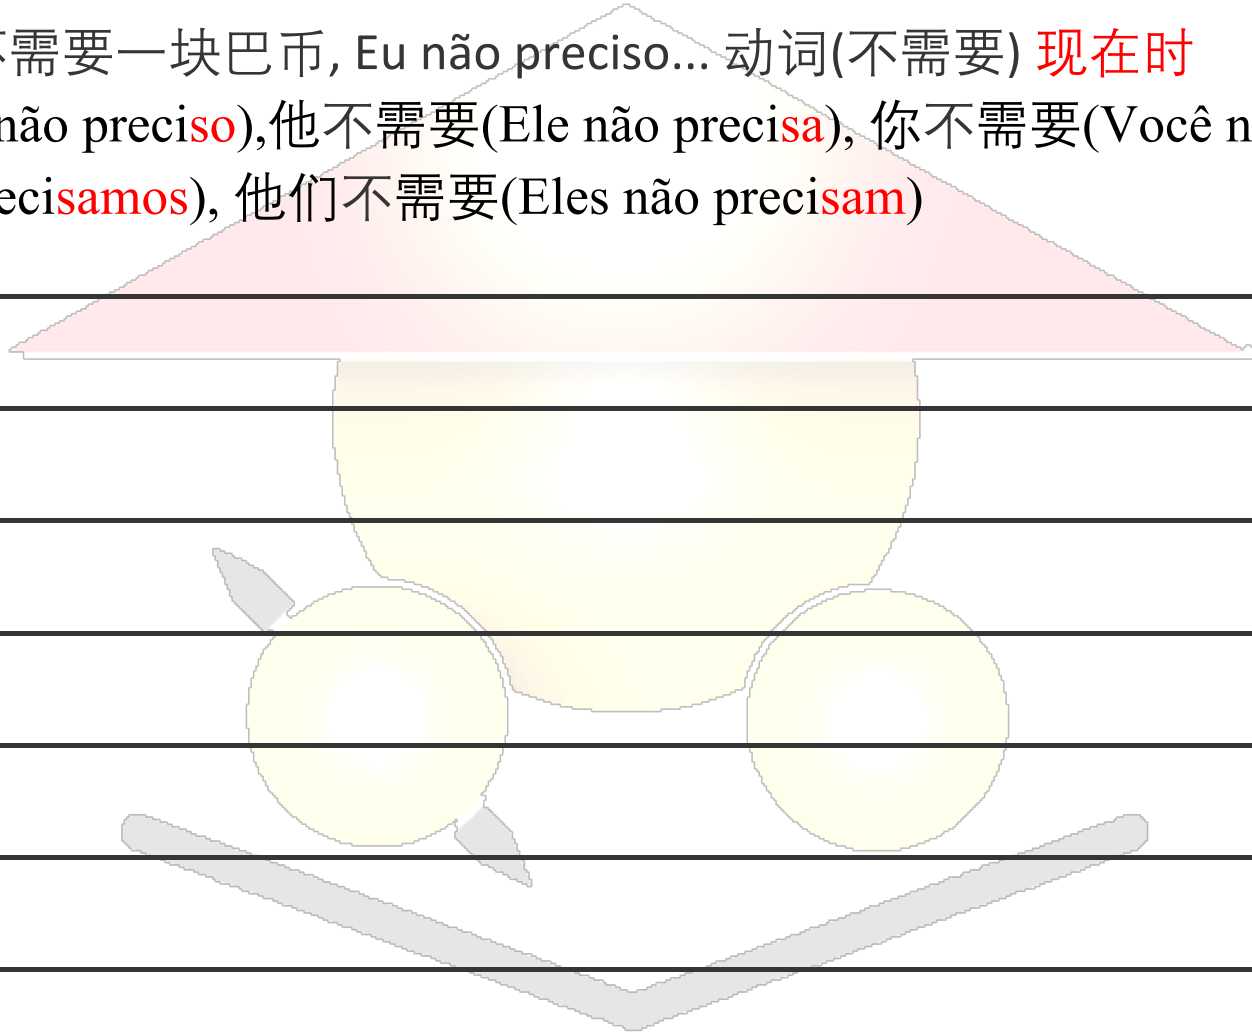 不需要一块巴币, Eu não preciso... 动词(不需要) 现在时
não preciso),他不需要(Ele não precisa), 你不需要(Você n
ecisamos), 他们不需要(Eles não precisam)